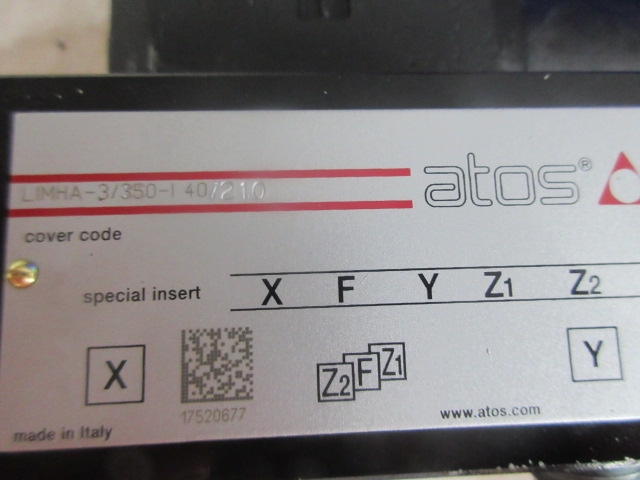 LIMHA-3/350-I 40/210
atos®
cover code
special insert X F Y Z1 Z2
X
Z2 F Z1
Y
17520677
www.atos.com
made in Italy